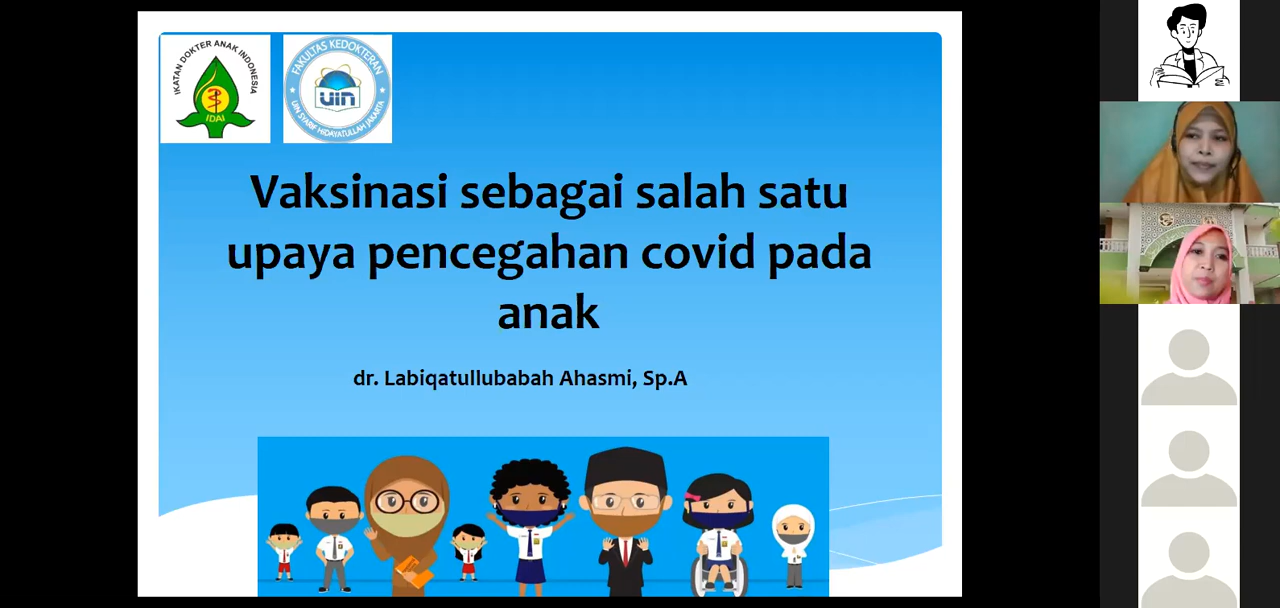 IKATAN DOKTER ANAK INDONESIA
IDAI
FAKULTAS KEDOKTERAN
UIN
UIN SYARIF HIDAYATULLAH JAKARTA
Vaksinasi sebagai salah satu
upaya pencegahan covid pada
anak
dr. Labiqatullubabah Ahasmi, Sp.A